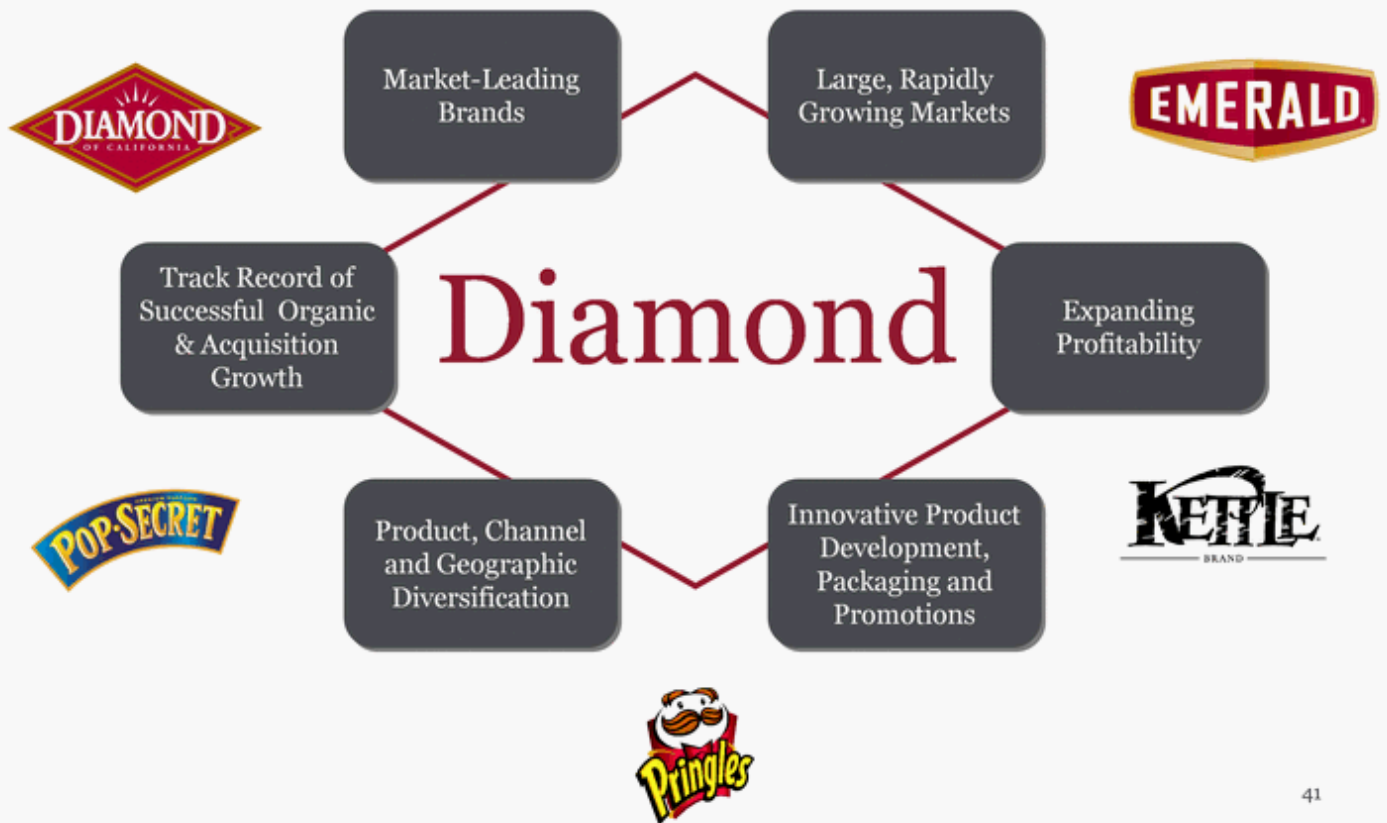 Market-Leading
Brands
Large, Rapidly
Growing Markets
DIAMOND
OF CALIFORNIA
EMERALD
Track Record of
Successful Organic
& Acquisition
Growth
Diamond
Expanding
Profitability
POP·SECRET
Product, Channel
and Geographic
Diversification
Innovative Product
Development,
Packaging and
Promotions
KETTLE
BRAND
Pringles
41